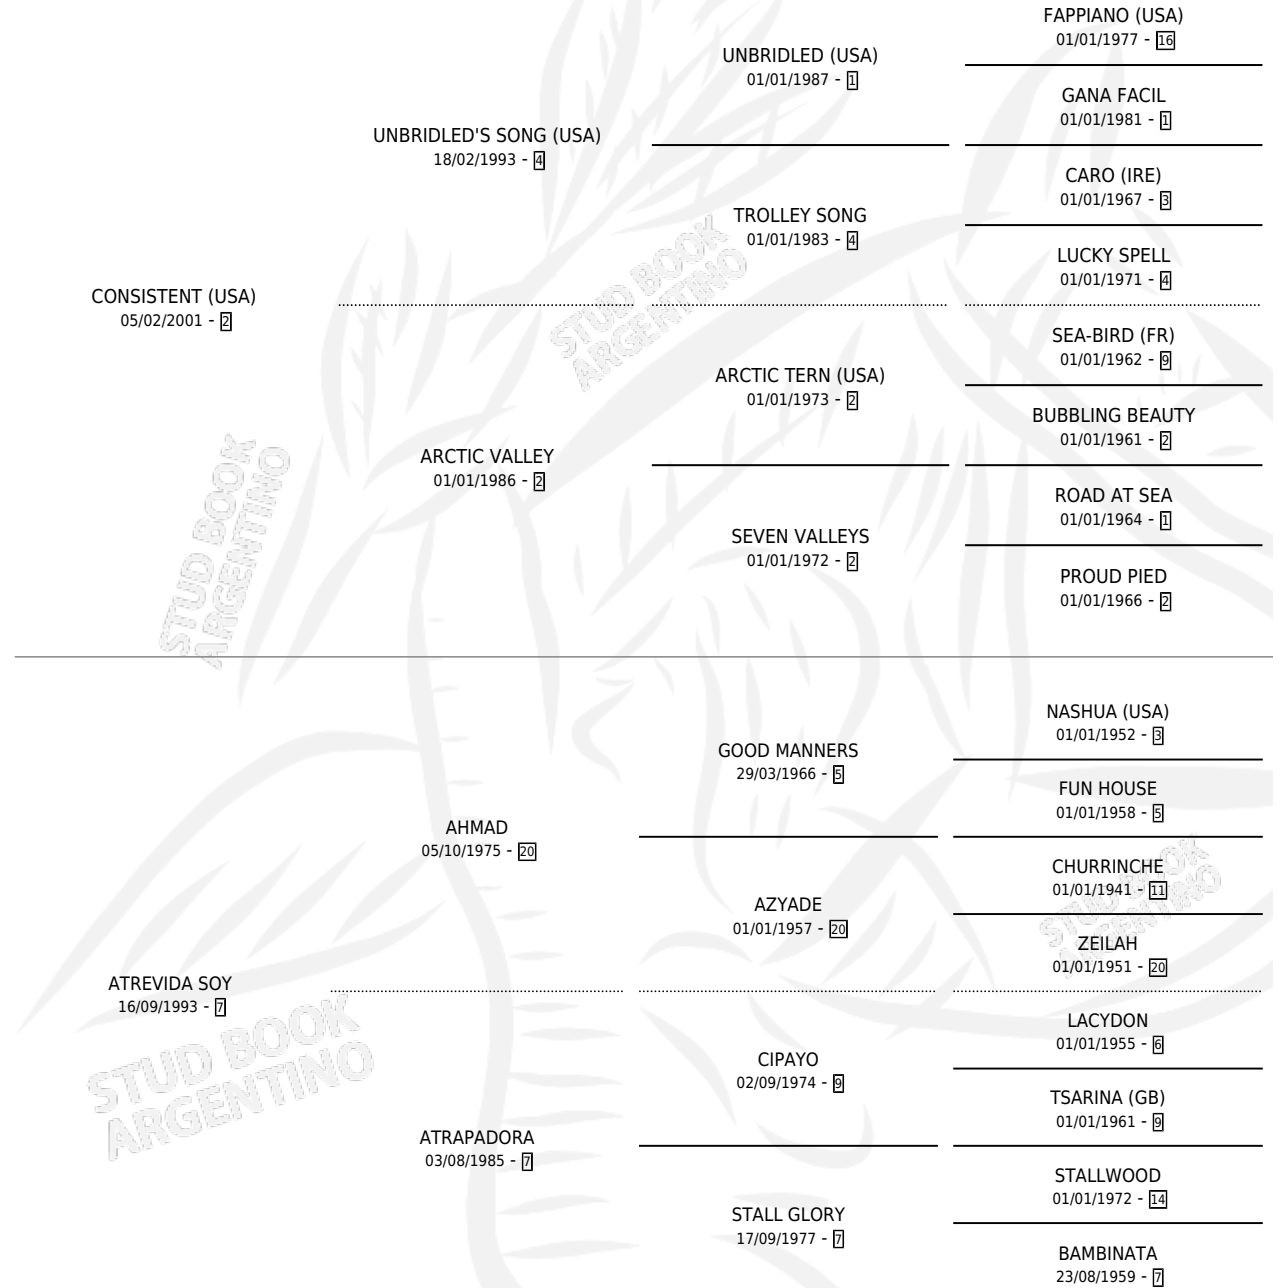 FAPPIANO (USA)
01/01/1977 - 16
UNBRIDLED (USA)
01/01/1987 - 1
GANA FACIL
01/01/1981 - 1
UNBRIDLED'S SONG (USA)
18/02/1993 - 4
CARO (IRE)
01/01/1967 - 3
TROLLEY SONG
01/01/1983 - 4
LUCKY SPELL
01/01/1971 - 4
CONSISTENT (USA)
05/02/2001 - 2
SEA-BIRD (FR)
01/01/1962 - 9
ARCTIC TERN (USA)
01/01/1973 - 2
BUBBLING BEAUTY
01/01/1961 - 2
ARCTIC VALLEY
01/01/1986 - 2
ROAD AT SEA
01/01/1964 - 1
SEVEN VALLEYS
01/01/1972 - 2
PROUD PIED
01/01/1966 - 2
NASHUA (USA)
01/01/1952 - 3
GOOD MANNERS
29/03/1966 - 5
FUN HOUSE
01/01/1958 - 5
AHMAD
05/10/1975 - 20
CHURRINCHE
01/01/1941 - 11
AZYADE
01/01/1957 - 20
ZEILAH
01/01/1951 - 20
ATREVIDA SOY
16/09/1993 - 7
LACYDON
01/01/1955 - 6
CIPAYO
02/09/1974 - 9
TSARINA (GB)
01/01/1961 - 9
ATRAPADORA
03/08/1985 - 7
STALLWOOD
01/01/1972 - 14
STALL GLORY
17/09/1977 - 7
BAMBINATA
23/08/1959 - 7
STUD BOOK
ARGENTINO
STUD BOOK
ARGENTINO
STUD BOOK
ARGENTINO
STUD BOOK
ARGENTINO